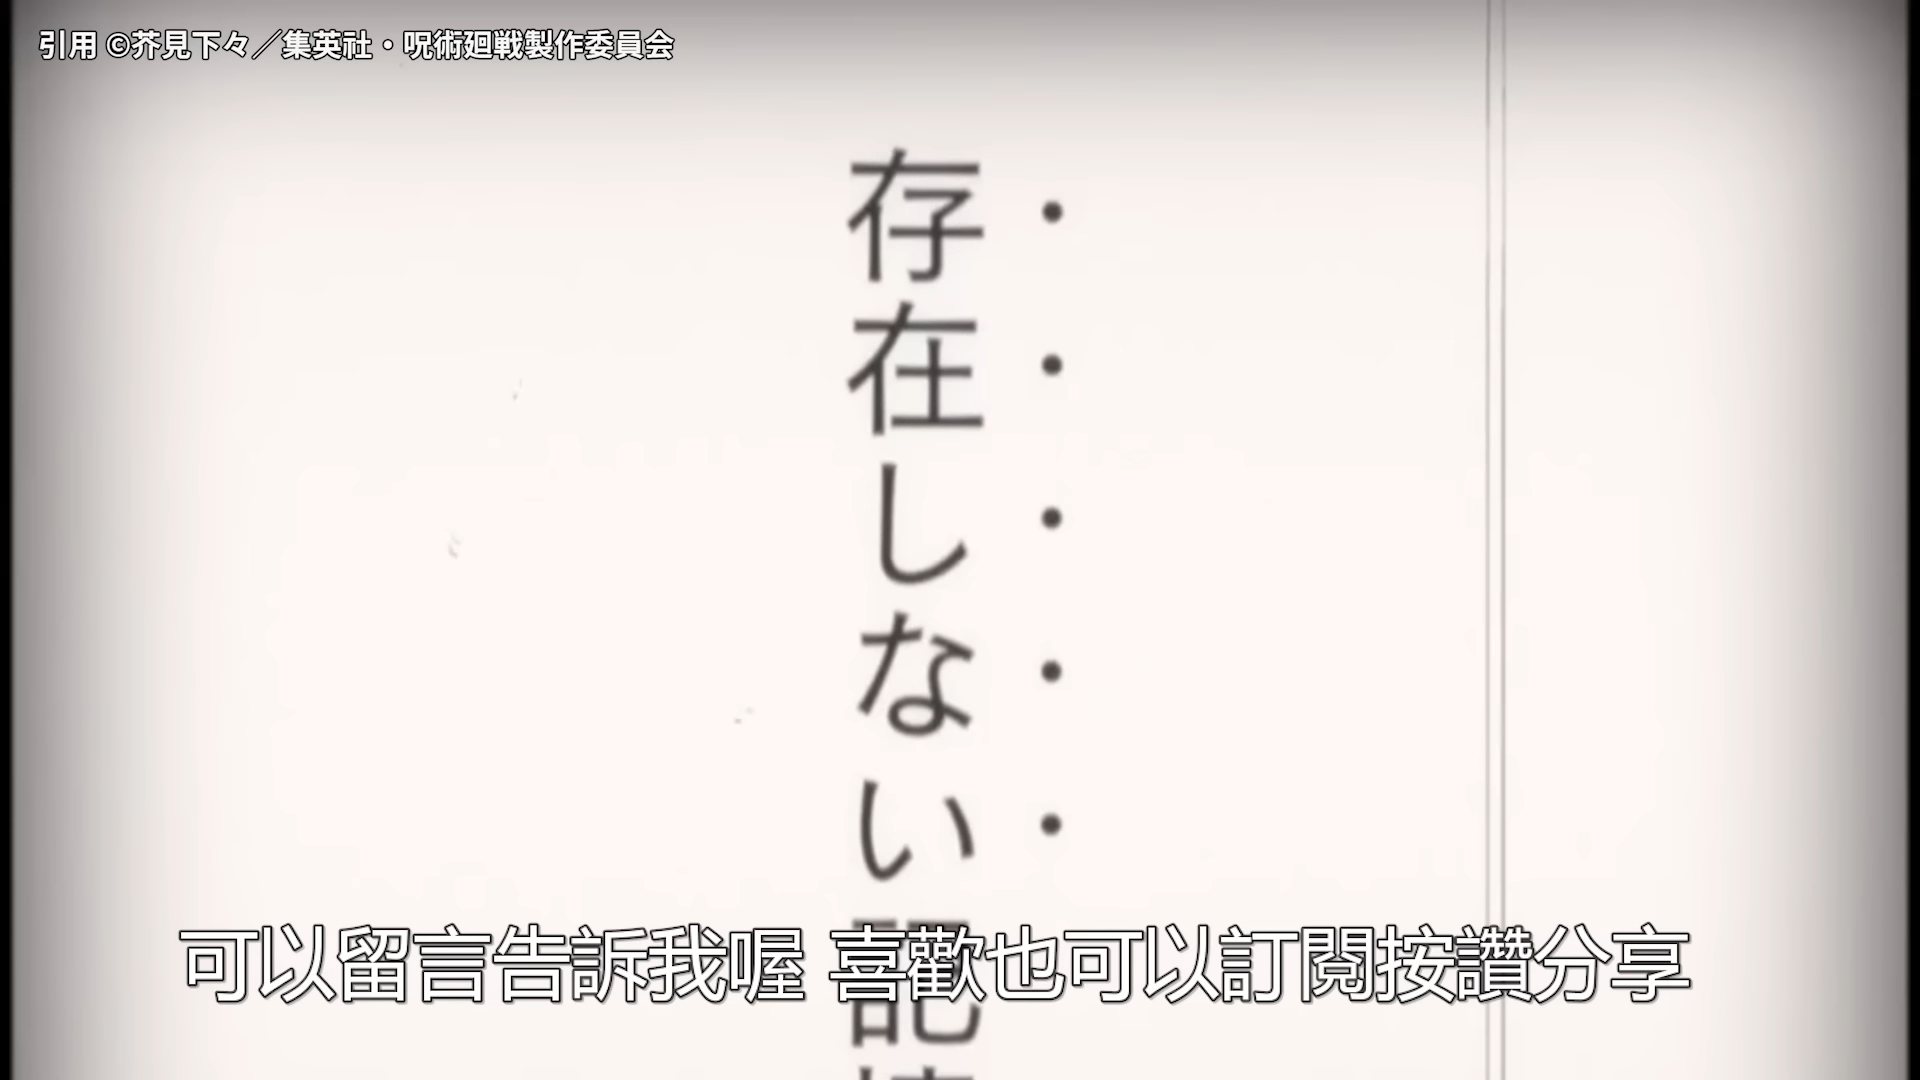 引用 ©芥見下々／集英社・呪術廻戦製作委員会
存在しない記
可以留言告訴我喔 喜歡也可以訂閱按讚分享